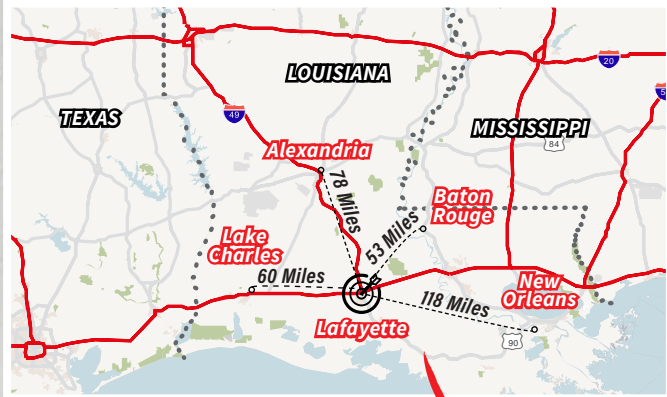 20
LOUISIANA
49
5
TEXAS
MISSISSIPPI
84
Alexandria
78 Miles
Baton
Rouge
53 Miles
Lake
Charles
60 Miles
New
Orleans
118 Miles
Lafayette
90